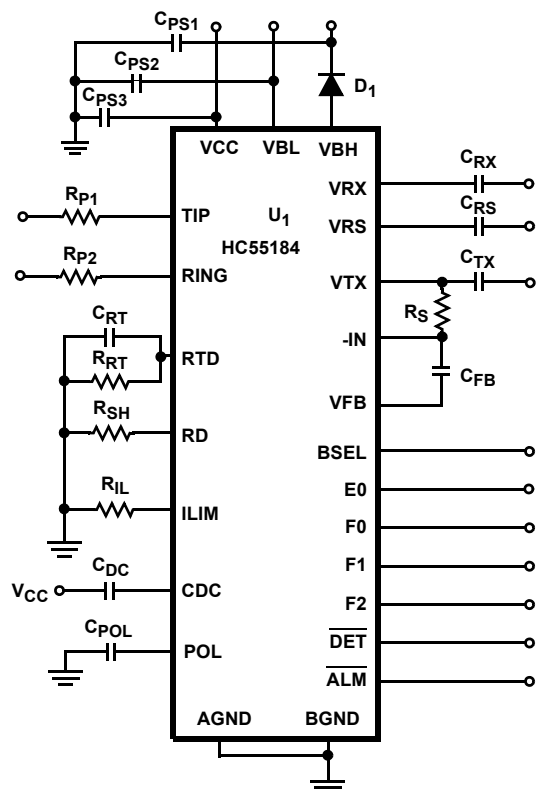 CPS1
CPS2
CPS3
D1
VCC VBL VBH
CRX
VRX
CRS
VRS
RP1
TIP
U1
HC55184
RP2
RING
CTX
VTX
RS
-IN
CRT
RTD
RRT
CFB
VFB
RSH
RD
BSEL
E0
RIL
ILIM
F0
F1
CDC
VCC
CDC
F2
CPOL
POL
DET
ALM
AGND BGND